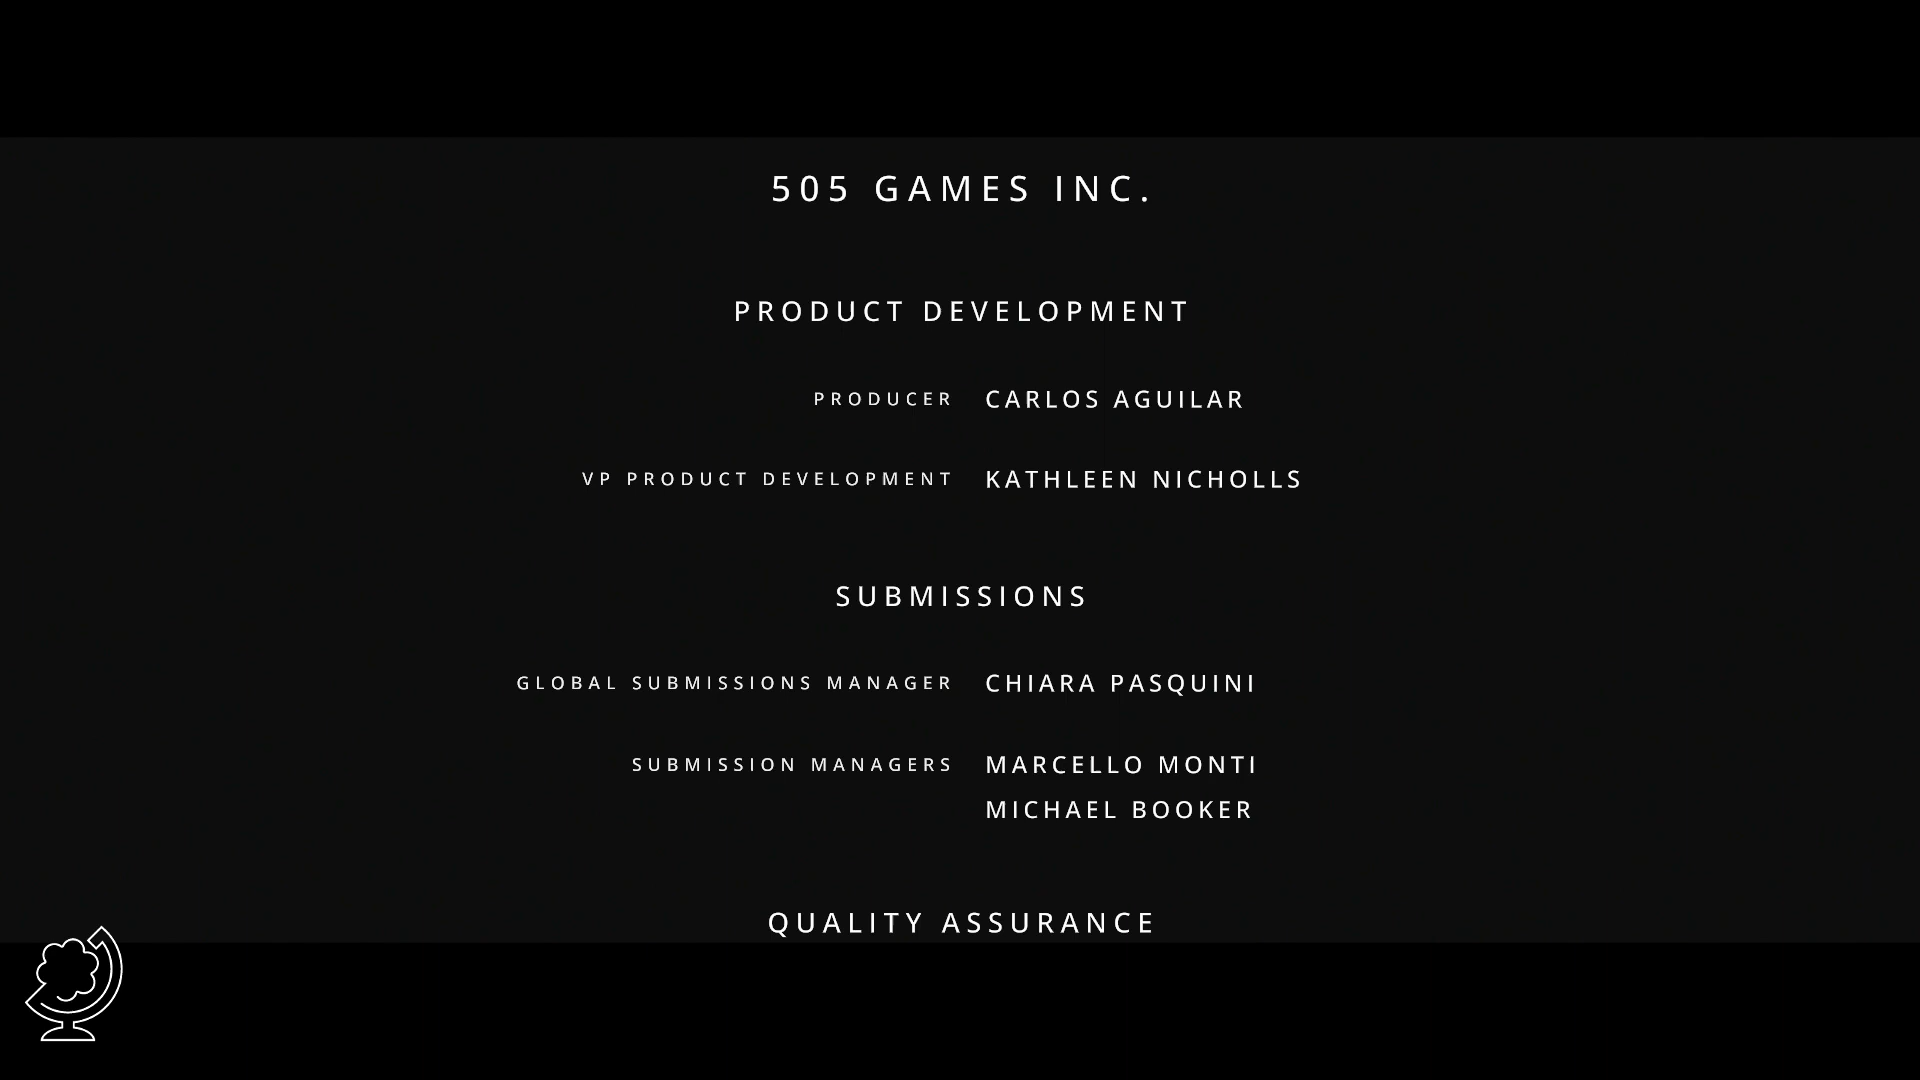 505 GAMES INC.
PRODUCT DEVELOPMENT
PRODUCER CARLOS AGUILAR
VP PRODUCT DEVELOPMENT KATHLEEN NICHOLLS
SUBMISSIONS
GLOBAL SUBMISSIONS MANAGER CHIARA PASQUINI
SUBMISSION MANAGERS MARCELLO MONTI
MICHAEL BOOKER
QUALITY ASSURANCE